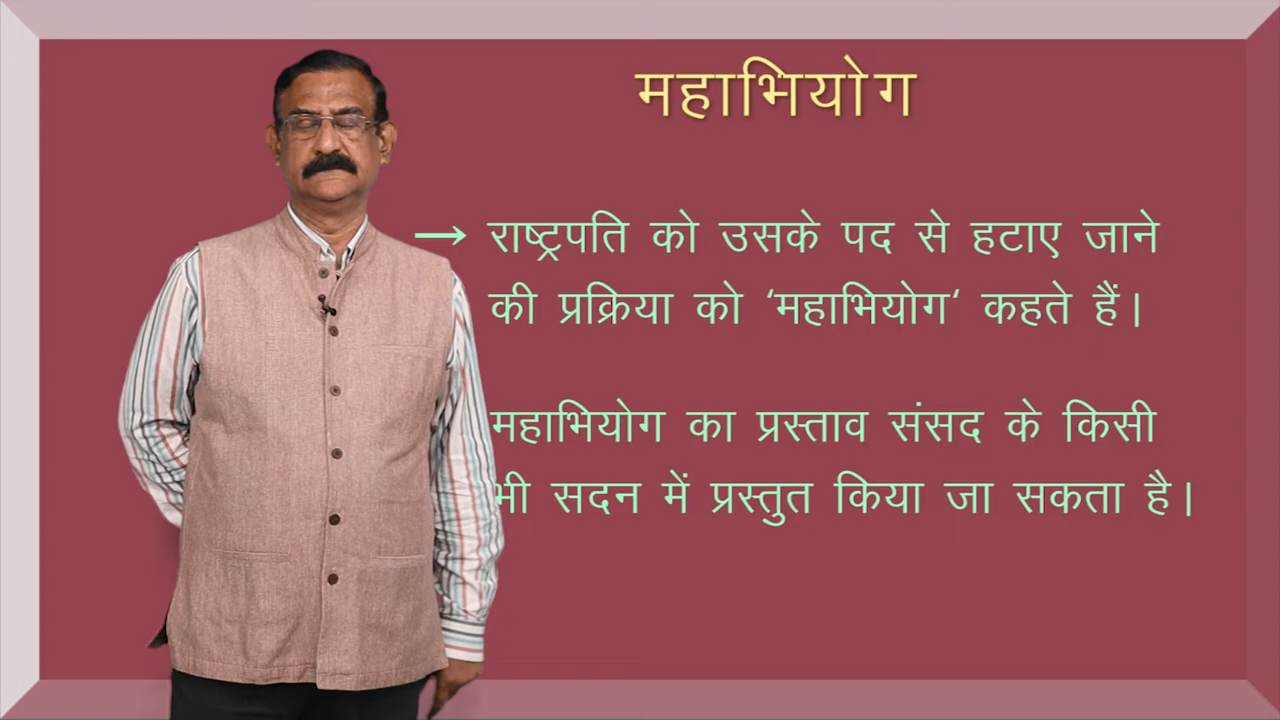 महाभियोग
→ राष्ट्रपति को उसके पद से हटाए जाने
की प्रक्रिया को ‘महाभियोग‘ कहते हैं।
महाभियोग का प्रस्ताव संसद के किसी
भी सदन में प्रस्तुत किया जा सकता है।